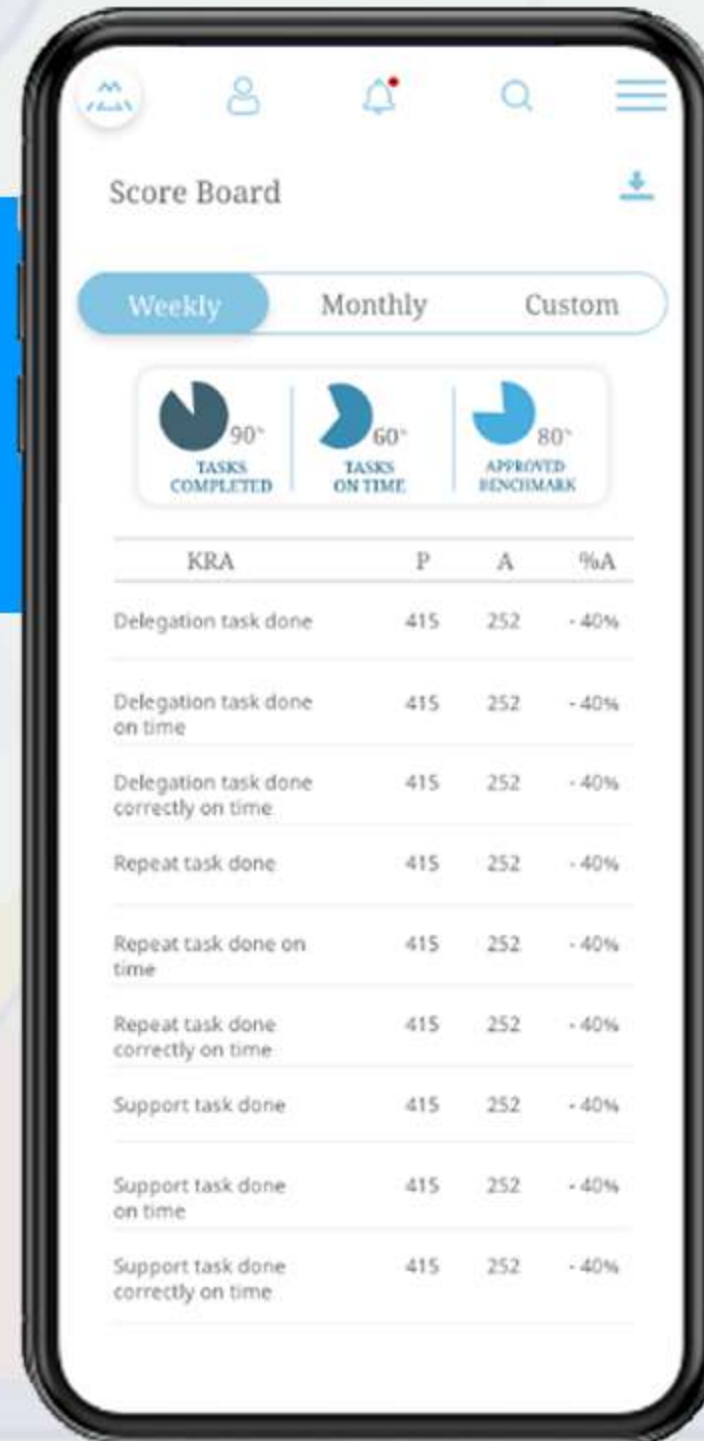 Score Board
Weekly Monthly Custom
90% 60% 80%
TASKS COMPLETED TASKS ON TIME APPROVED BENCHMARK
KRA P A %A
Delegation task done 415 252 - 40%
Delegation task done 415 252 - 40%
on time
Delegation task done 415 252 - 40%
correctly on time
Repeat task done 415 252 - 40%
Repeat task done on 415 252 - 40%
time
Repeat task done 415 252 - 40%
correctly on time
Support task done 415 252 - 40%
Support task done 415 252 - 40%
on time
Support task done 415 252 - 40%
correctly on time